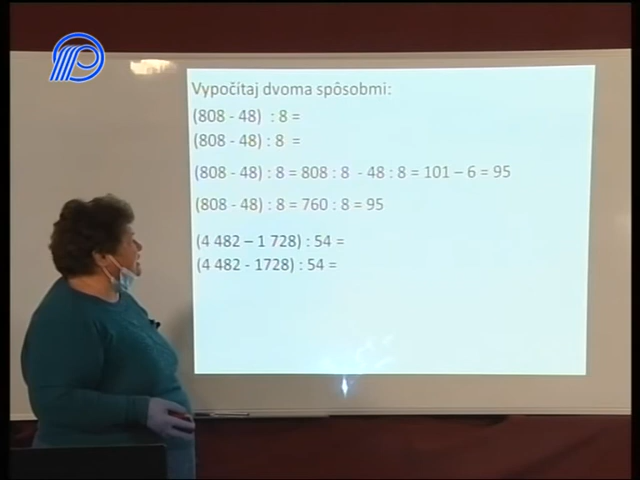 Vypočítaj dvoma spôsobmi:
(808 - 48) : 8 =
(808 - 48) : 8 =
(808 - 48) : 8 = 808 : 8 - 48 : 8 = 101 – 6 = 95
(808 - 48) : 8 = 760 : 8 = 95
(4 482 – 1 728) : 54 =
(4 482 - 1728) : 54 =